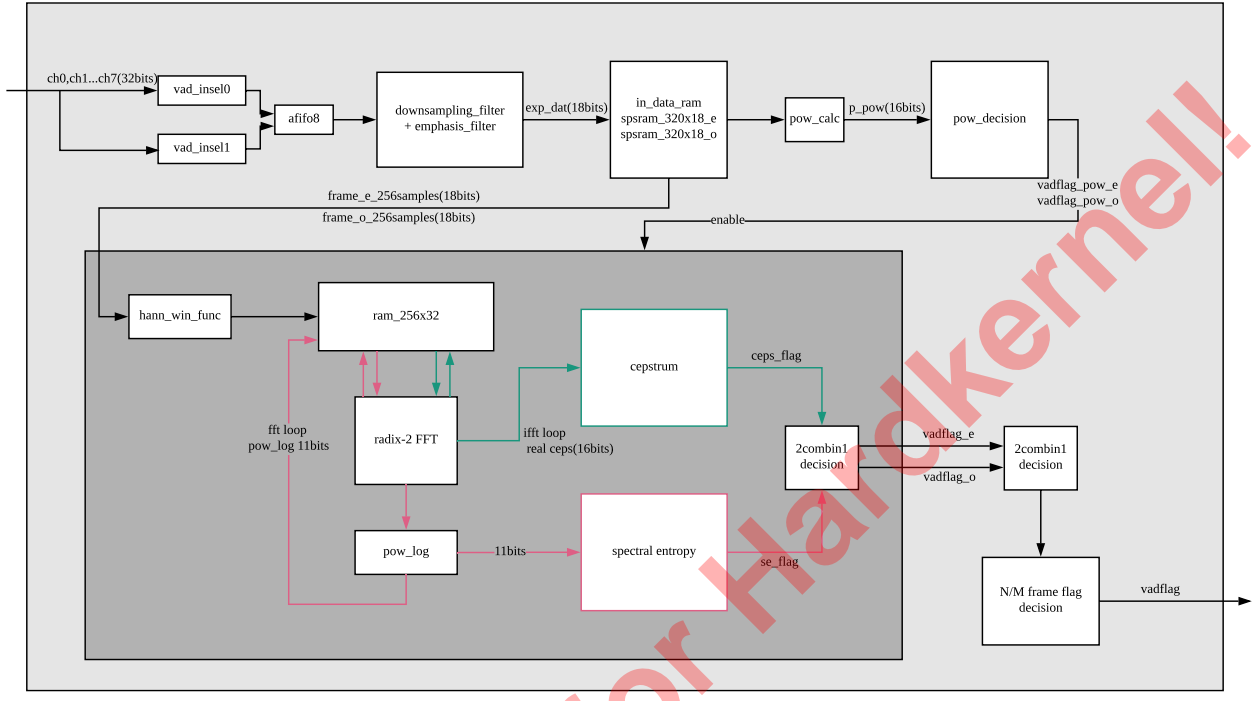 ch0,ch1...ch7(32bits)
vad_insel0
vad_insel1
afifo8
downsampling_filter
+ emphasis_filter
exp_dat(18bits)
in_data_ram
spsram_320x18_e
spsram_320x18_o
pow_calc
p_pow(16bits)
pow_decision
vadflag_pow_e
vadflag_pow_o
frame_e_256samples(18bits)
frame_o_256samples(18bits)
enable
hann_win_func
ram_256x32
cepstrum
ceps_flag
radix-2 FFT
fft loop
pow_log 11bits
ifft loop
real ceps(16bits)
2combin1
decision
vadflag_e
vadflag_o
2combin1
decision
pow_log
11bits
spectral entropy
se_flag
N/M frame flag
decision
vadflag
or Hardkernel!